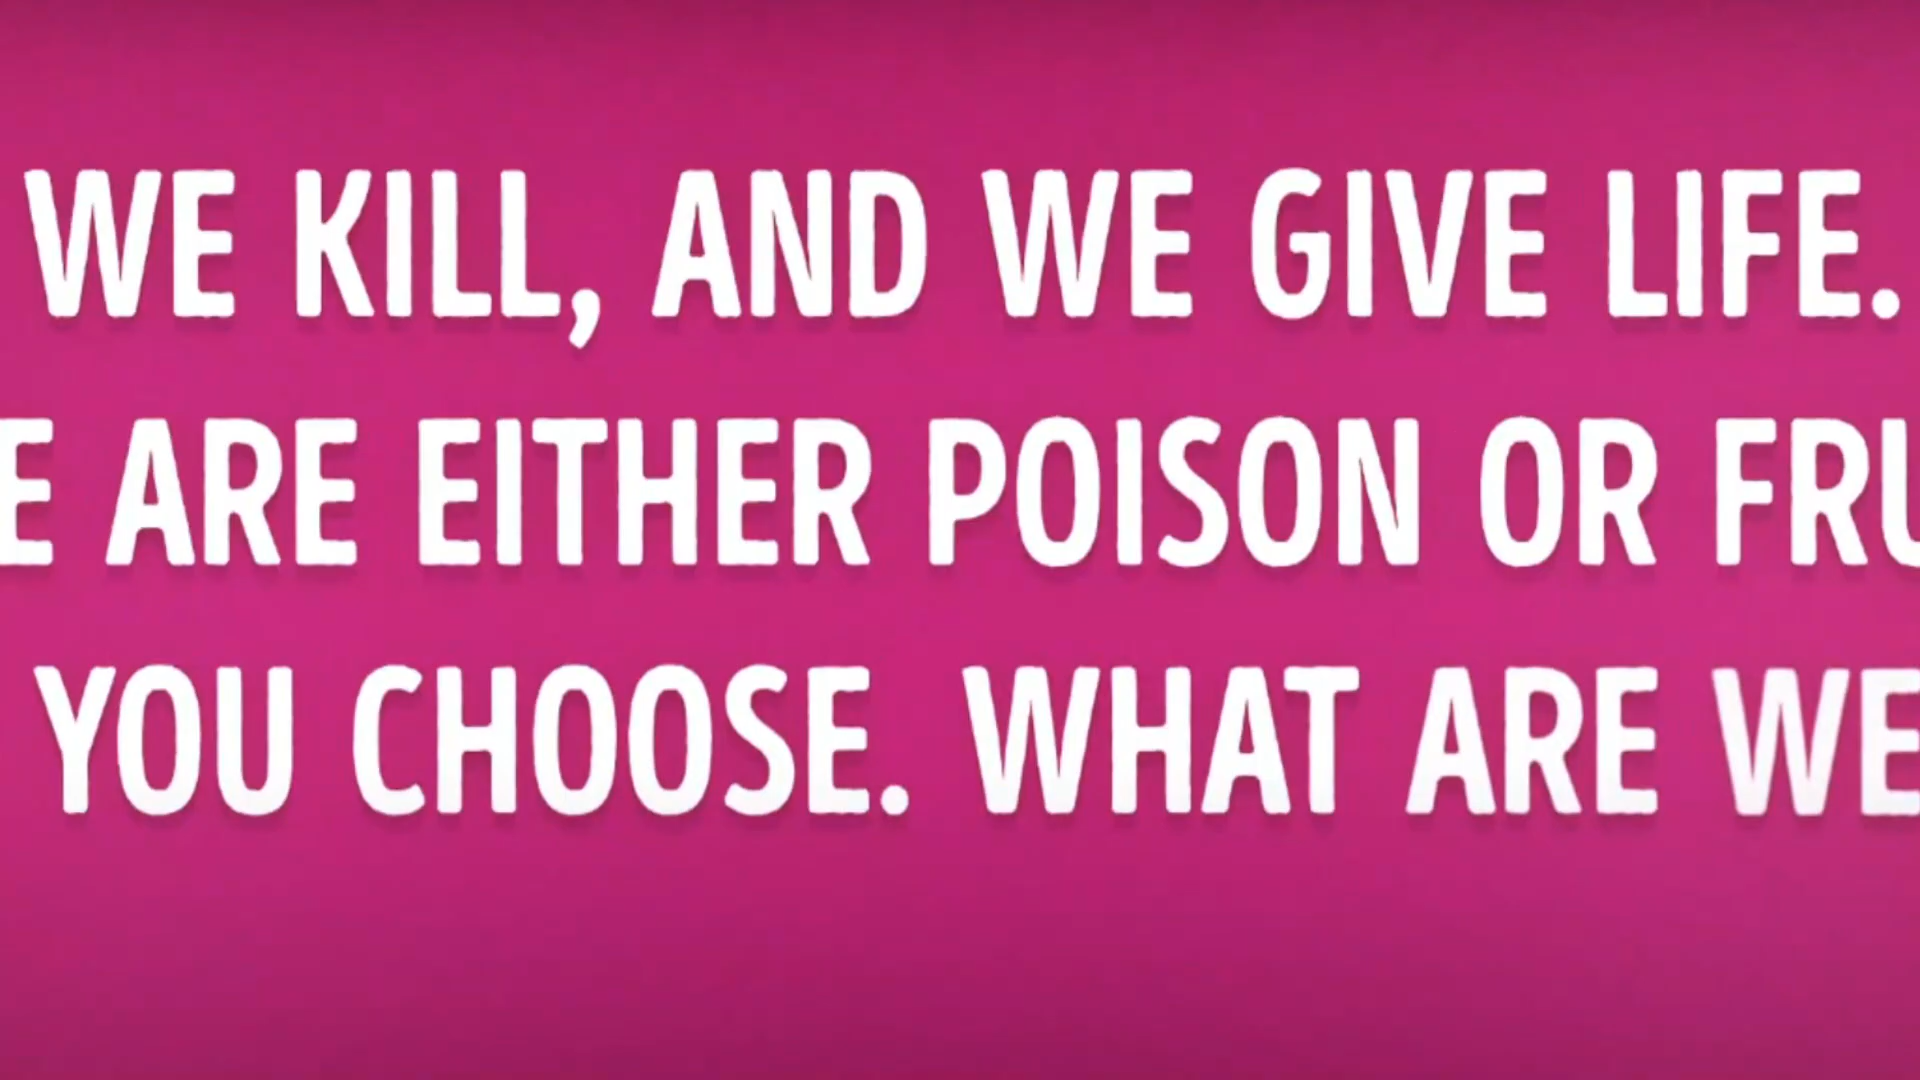 WE KILL, AND WE GIVE LIFE.
E ARE EITHER POISON OR FRU
YOU CHOOSE. WHAT ARE WE